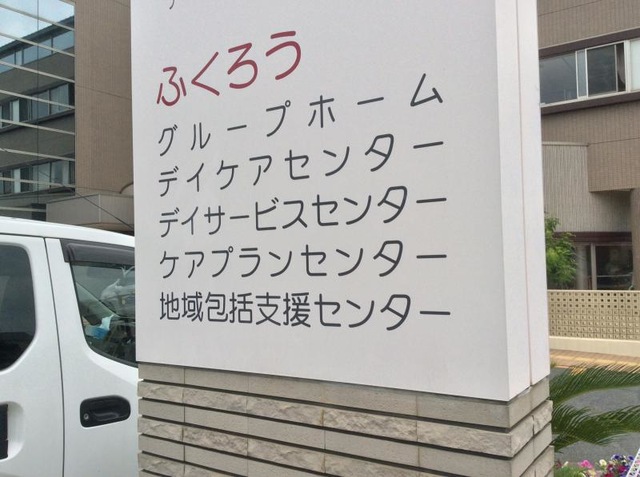 ふくろう
グループホーム
デイケアセンター
デイサービスセンター
ケアプランセンター
地域包括支援センター